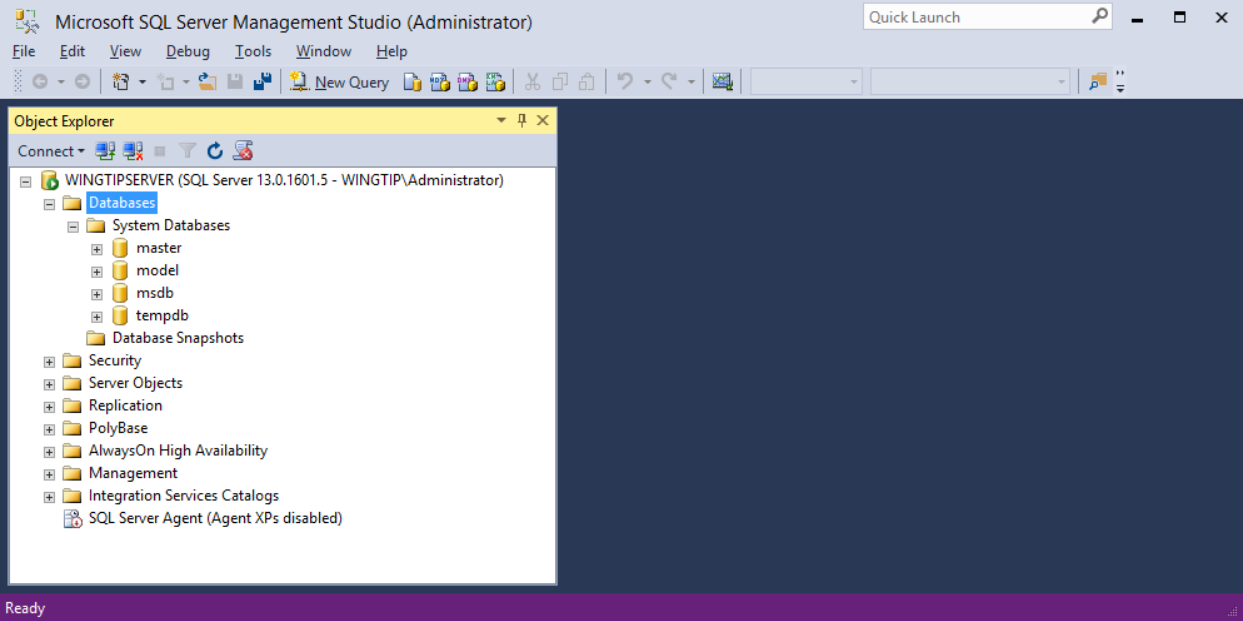 Microsoft SQL Server Management Studio (Administrator)
Quick Launch
File Edit View Debug Tools Window Help
New Query
Object Explorer
Connect
WINGTIPSERVER (SQL Server 13.0.1601.5 - WINGTIP\Administrator)
Databases
System Databases
master
model
msdb
tempdb
Database Snapshots
Security
Server Objects
Replication
PolyBase
AlwaysOn High Availability
Management
Integration Services Catalogs
SQL Server Agent (Agent XPs disabled)
Ready